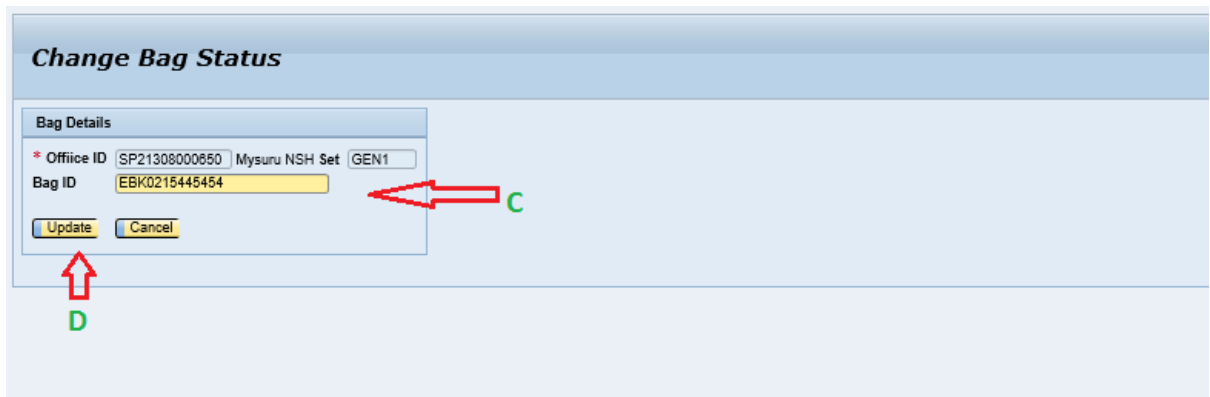 Change Bag Status
Bag Details
* Offiice ID SP21308000650 Mysuru NSH Set GEN1
Bag ID EBK0215445454
C
Update Cancel
D